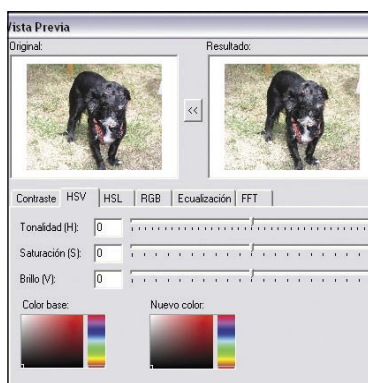 Vista Previa
Original: Resultado:
<<
Contraste HSV HSL RGB Ecualización FFT
Tonalidad (H): 0
Saturación (S): 0
Brillo (V): 0
Color base: Nuevo color: